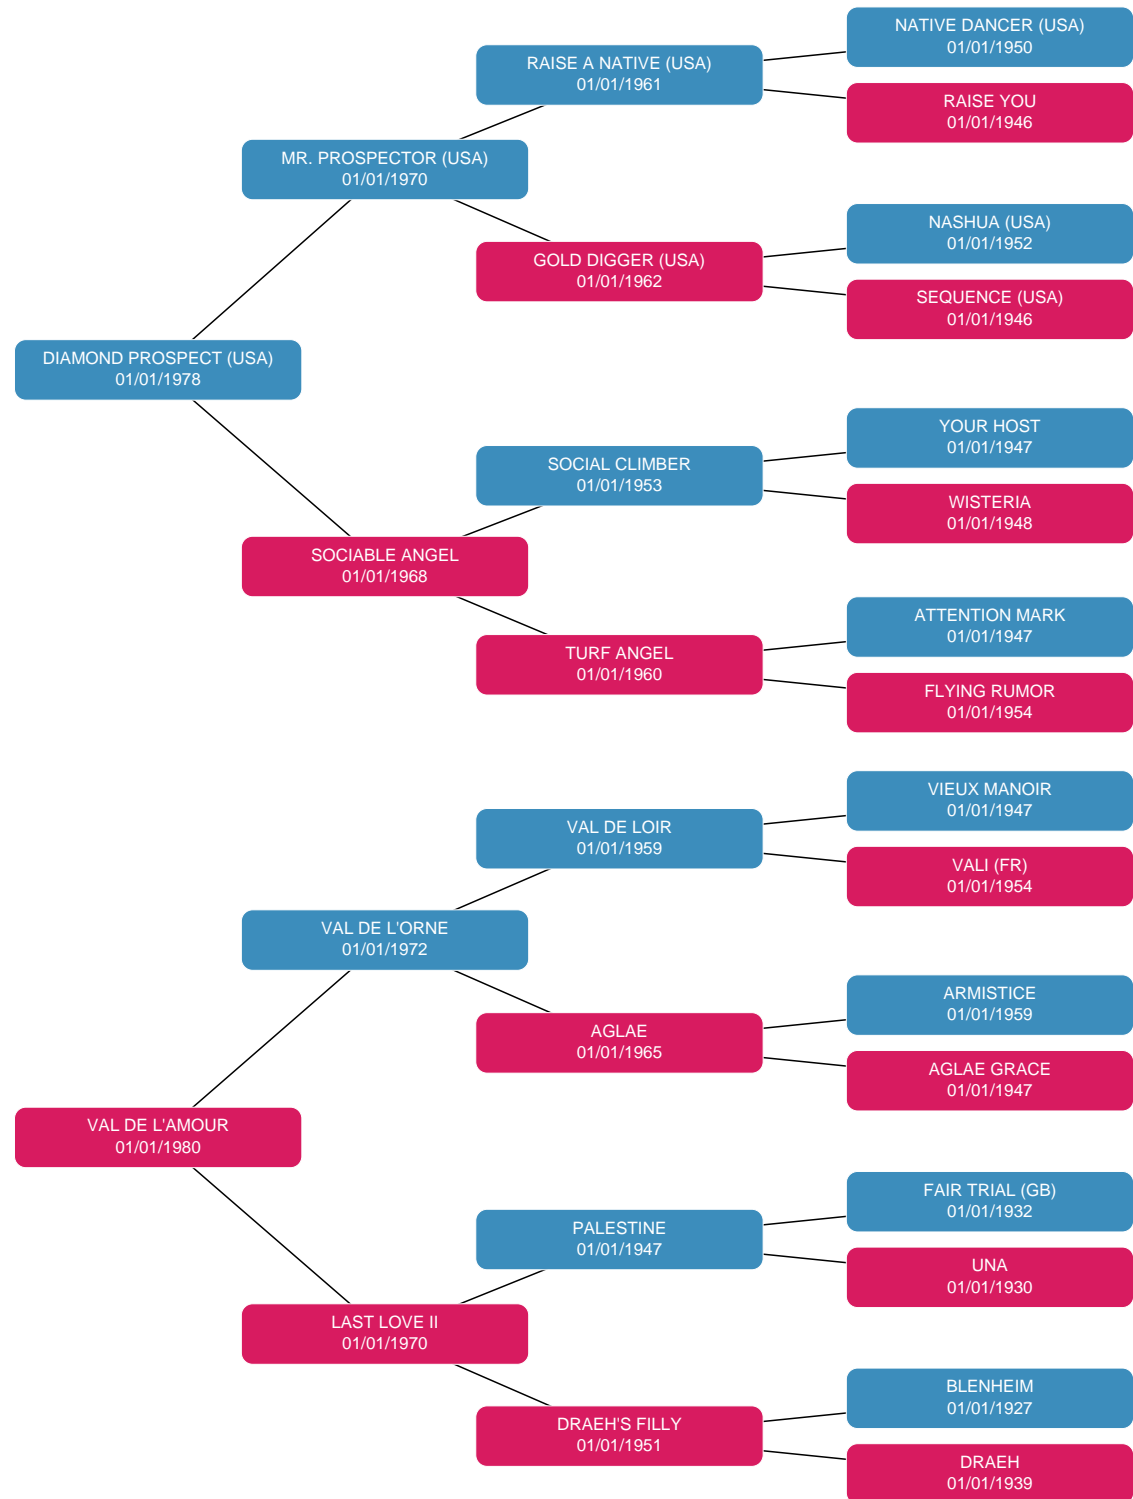 NATIVE DANCER (USA)
01/01/1950
RAISE A NATIVE (USA)
01/01/1961
RAISE YOU
01/01/1946
MR. PROSPECTOR (USA)
01/01/1970
NASHUA (USA)
01/01/1952
GOLD DIGGER (USA)
01/01/1962
SEQUENCE (USA)
01/01/1946
DIAMOND PROSPECT (USA)
01/01/1978
YOUR HOST
01/01/1947
SOCIAL CLIMBER
01/01/1953
WISTERIA
01/01/1948
SOCIABLE ANGEL
01/01/1968
ATTENTION MARK
01/01/1947
TURF ANGEL
01/01/1960
FLYING RUMOR
01/01/1954
VIEUX MANOIR
01/01/1947
VAL DE LOIR
01/01/1959
VALI (FR)
01/01/1954
VAL DE L'ORNE
01/01/1972
ARMISTICE
01/01/1959
AGLAE
01/01/1965
AGLAE GRACE
01/01/1947
VAL DE L'AMOUR
01/01/1980
FAIR TRIAL (GB)
01/01/1932
PALESTINE
01/01/1947
UNA
01/01/1930
LAST LOVE II
01/01/1970
BLENHEIM
01/01/1927
DRAEH'S FILLY
01/01/1951
DRAEH
01/01/1939